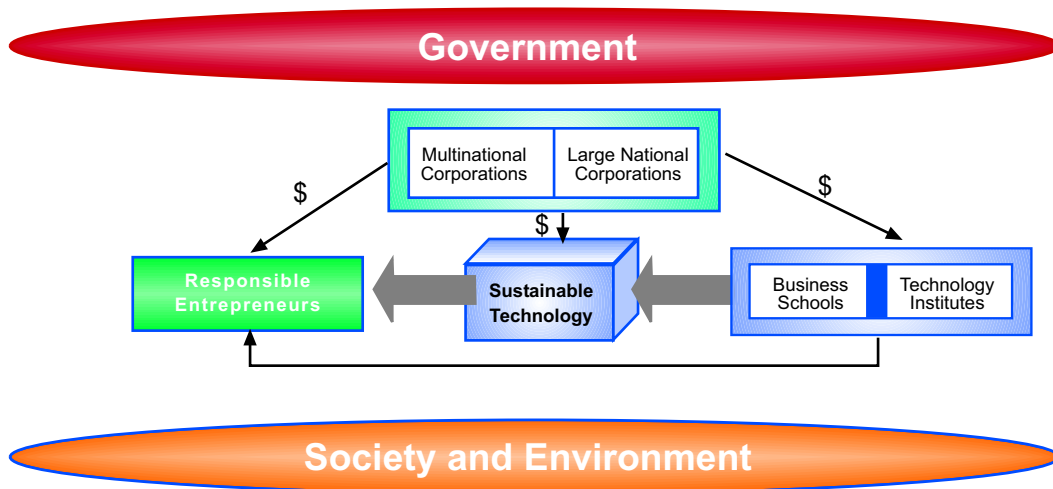 Government
Multinational
Corporations
Large National
Corporations
$
$
$
Responsible
Entrepreneurs
Sustainable
Technology
Business
Schools
Technology
Institutes
Society and Environment